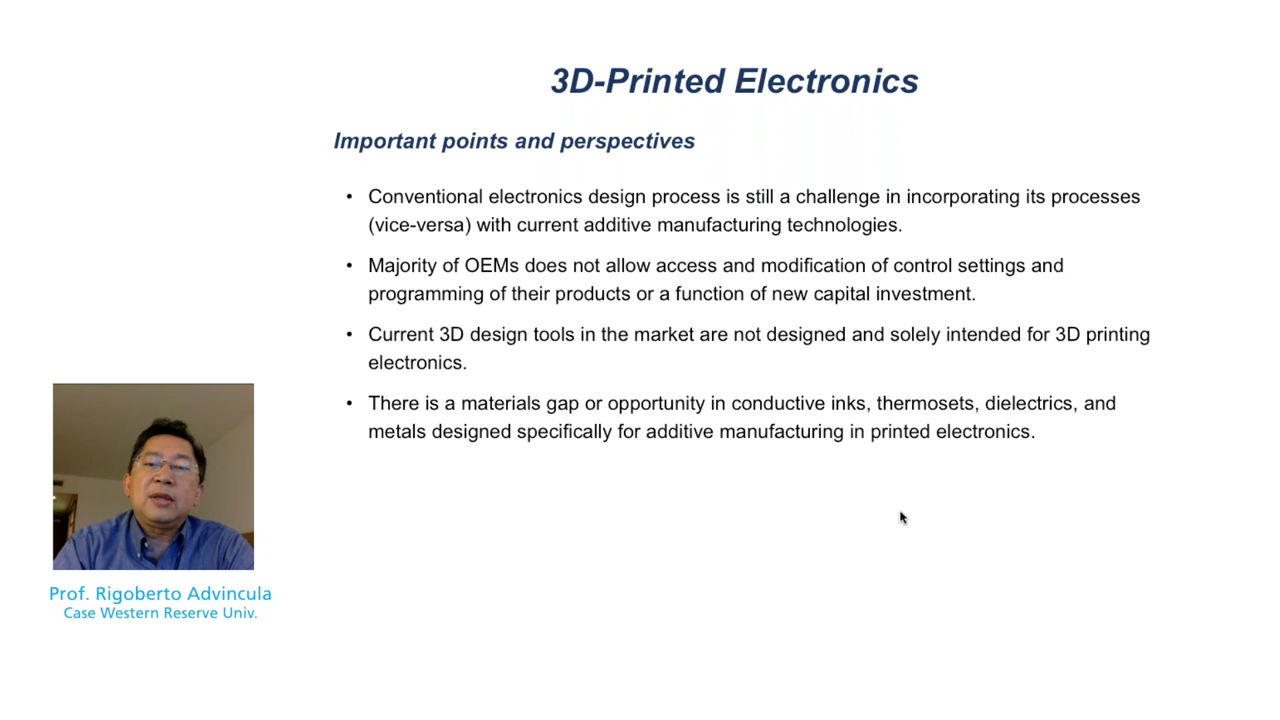 3D-Printed Electronics
Important points and perspectives
• Conventional electronics design process is still a challenge in incorporating its processes
(vice-versa) with current additive manufacturing technologies.
• Majority of OEMs does not allow access and modification of control settings and
programming of their products or a function of new capital investment.
• Current 3D design tools in the market are not designed and solely intended for 3D printing
electronics.
• There is a materials gap or opportunity in conductive inks, thermosets, dielectrics, and
metals designed specifically for additive manufacturing in printed electronics.
Prof. Rigoberto Advincula
Case Western Reserve Univ.